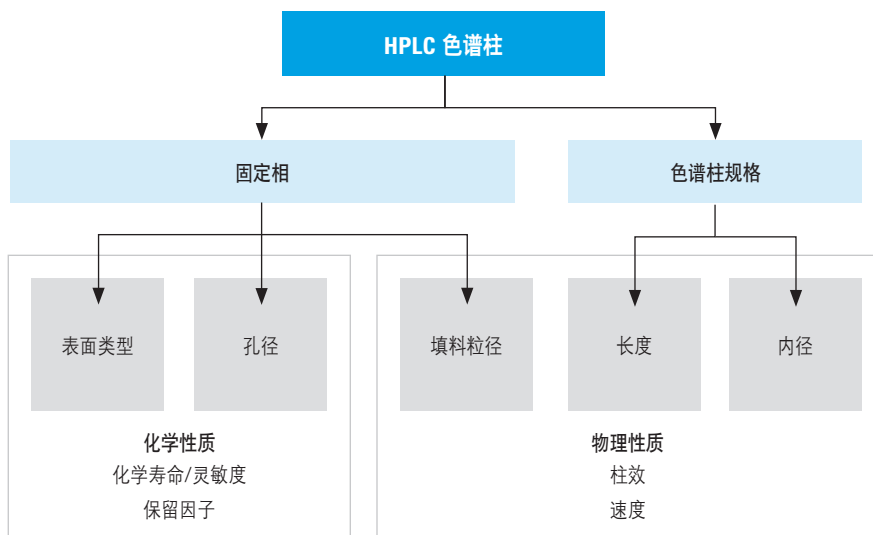 HPLC 色谱柱
固定相
色谱柱规格
表面类型
孔径
填料粒径
长度
内径
化学性质
化学寿命/灵敏度
保留因子
物理性质
柱效
速度